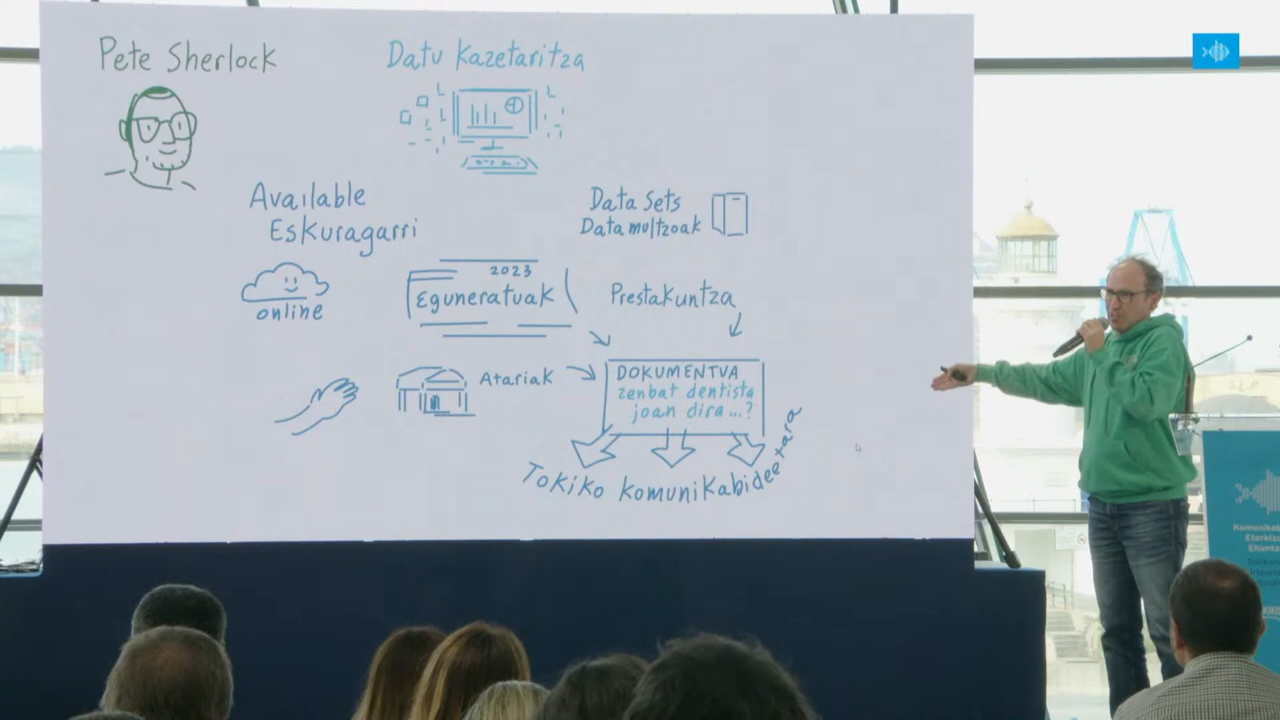 Pete Sherlock
Datu Kazetaritza
Available
Eskuragarri
Data Sets
Data multzoak
online
2023
Eguneratuak
Prestakuntza
Atariak
DOKUMENTUA
zenbat dentista
joan dira...?
Tokiko Komunikabideetara